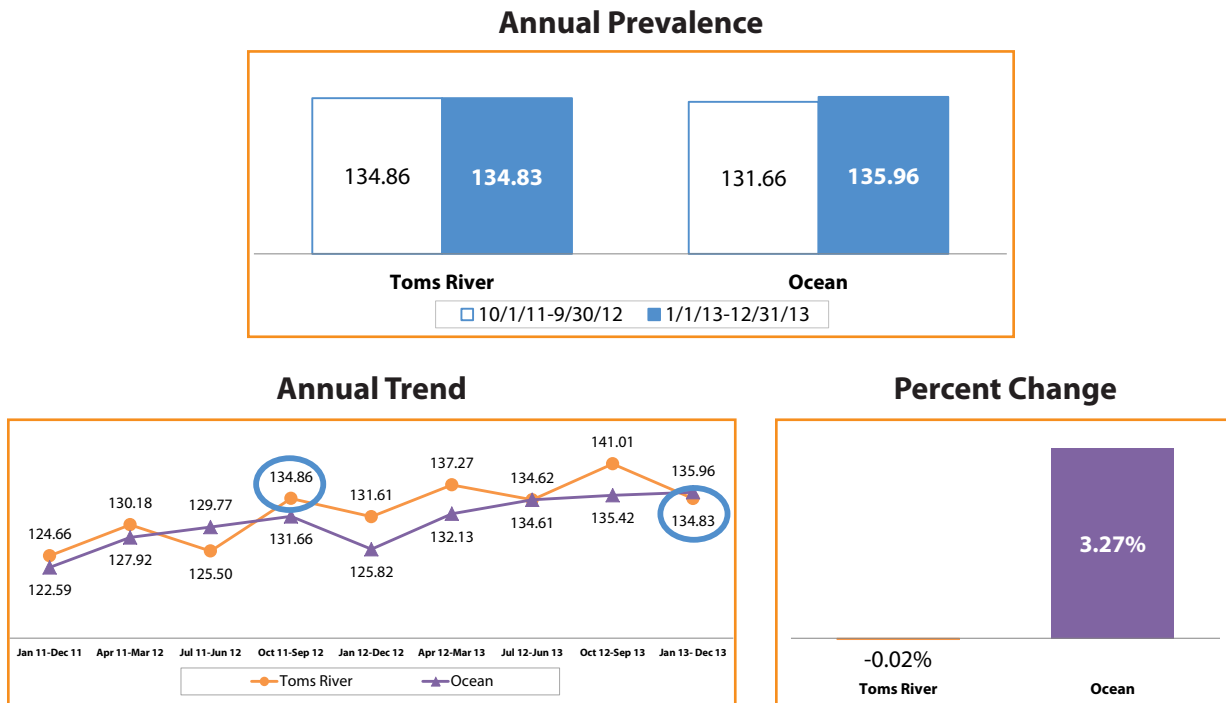 Annual Prevalence
134.86 134.83 131.66 135.96
Toms River Ocean
10/1/11-9/30/12 1/1/13-12/31/13
Annual Trend
124.66 130.18 129.77 134.86 131.61 137.27 134.62 141.01 135.96
122.59 127.92 125.50 131.66 125.82 132.13 134.61 135.42 134.83
Jan 11-Dec 11 Apr 11-Mar 12 Jul 11-Jun 12 Oct 11-Sep 12 Jan 12-Dec 12 Apr 12-Mar 13 Jul 12-Jun 13 Oct 12-Sep 13 Jan 13- Dec 13
Toms River Ocean
Percent Change
3.27%
-0.02%
Toms River Ocean